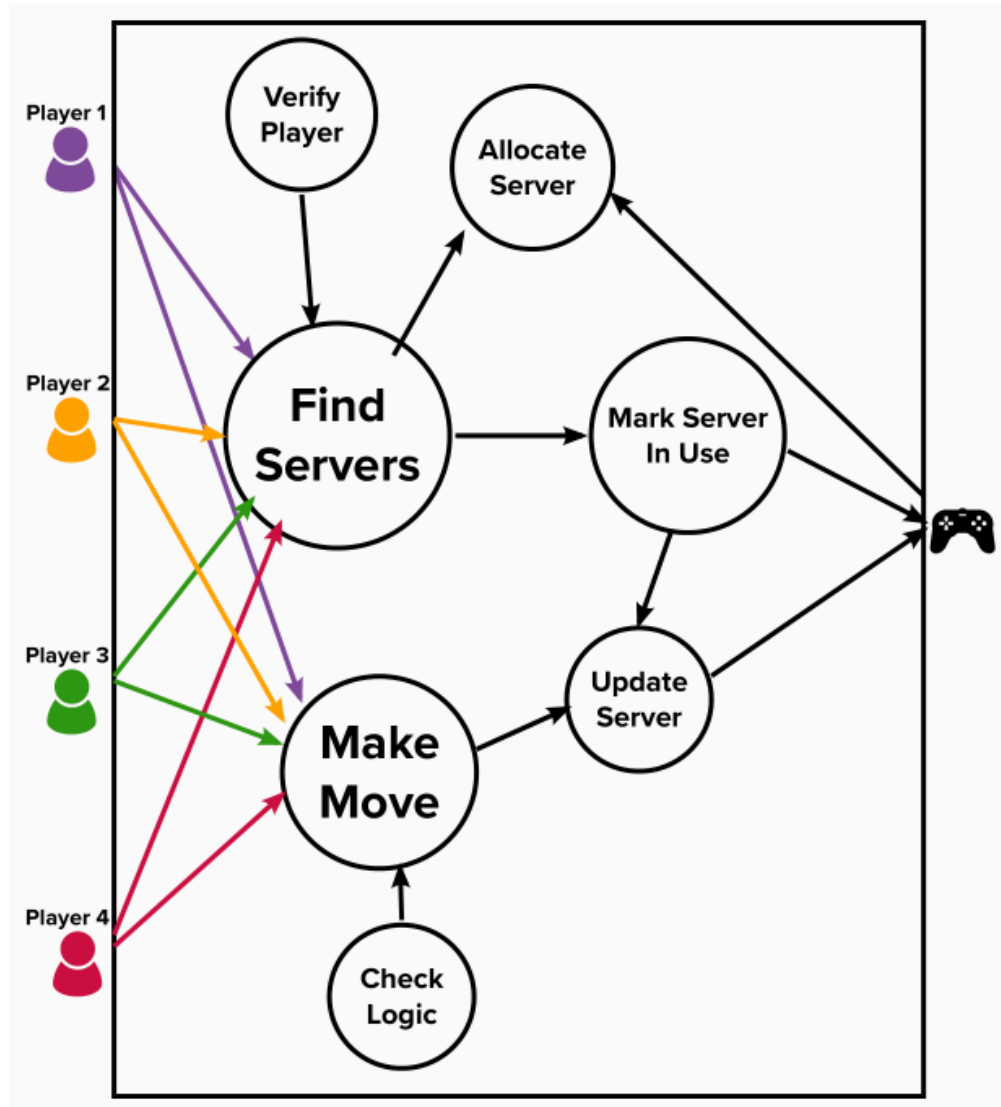 Verify
Player
Player 1
Allocate
Server
Player 2
Find
Servers
Mark Server
In Use
Player 3
Update
Server
Make
Move
Player 4
Check
Logic